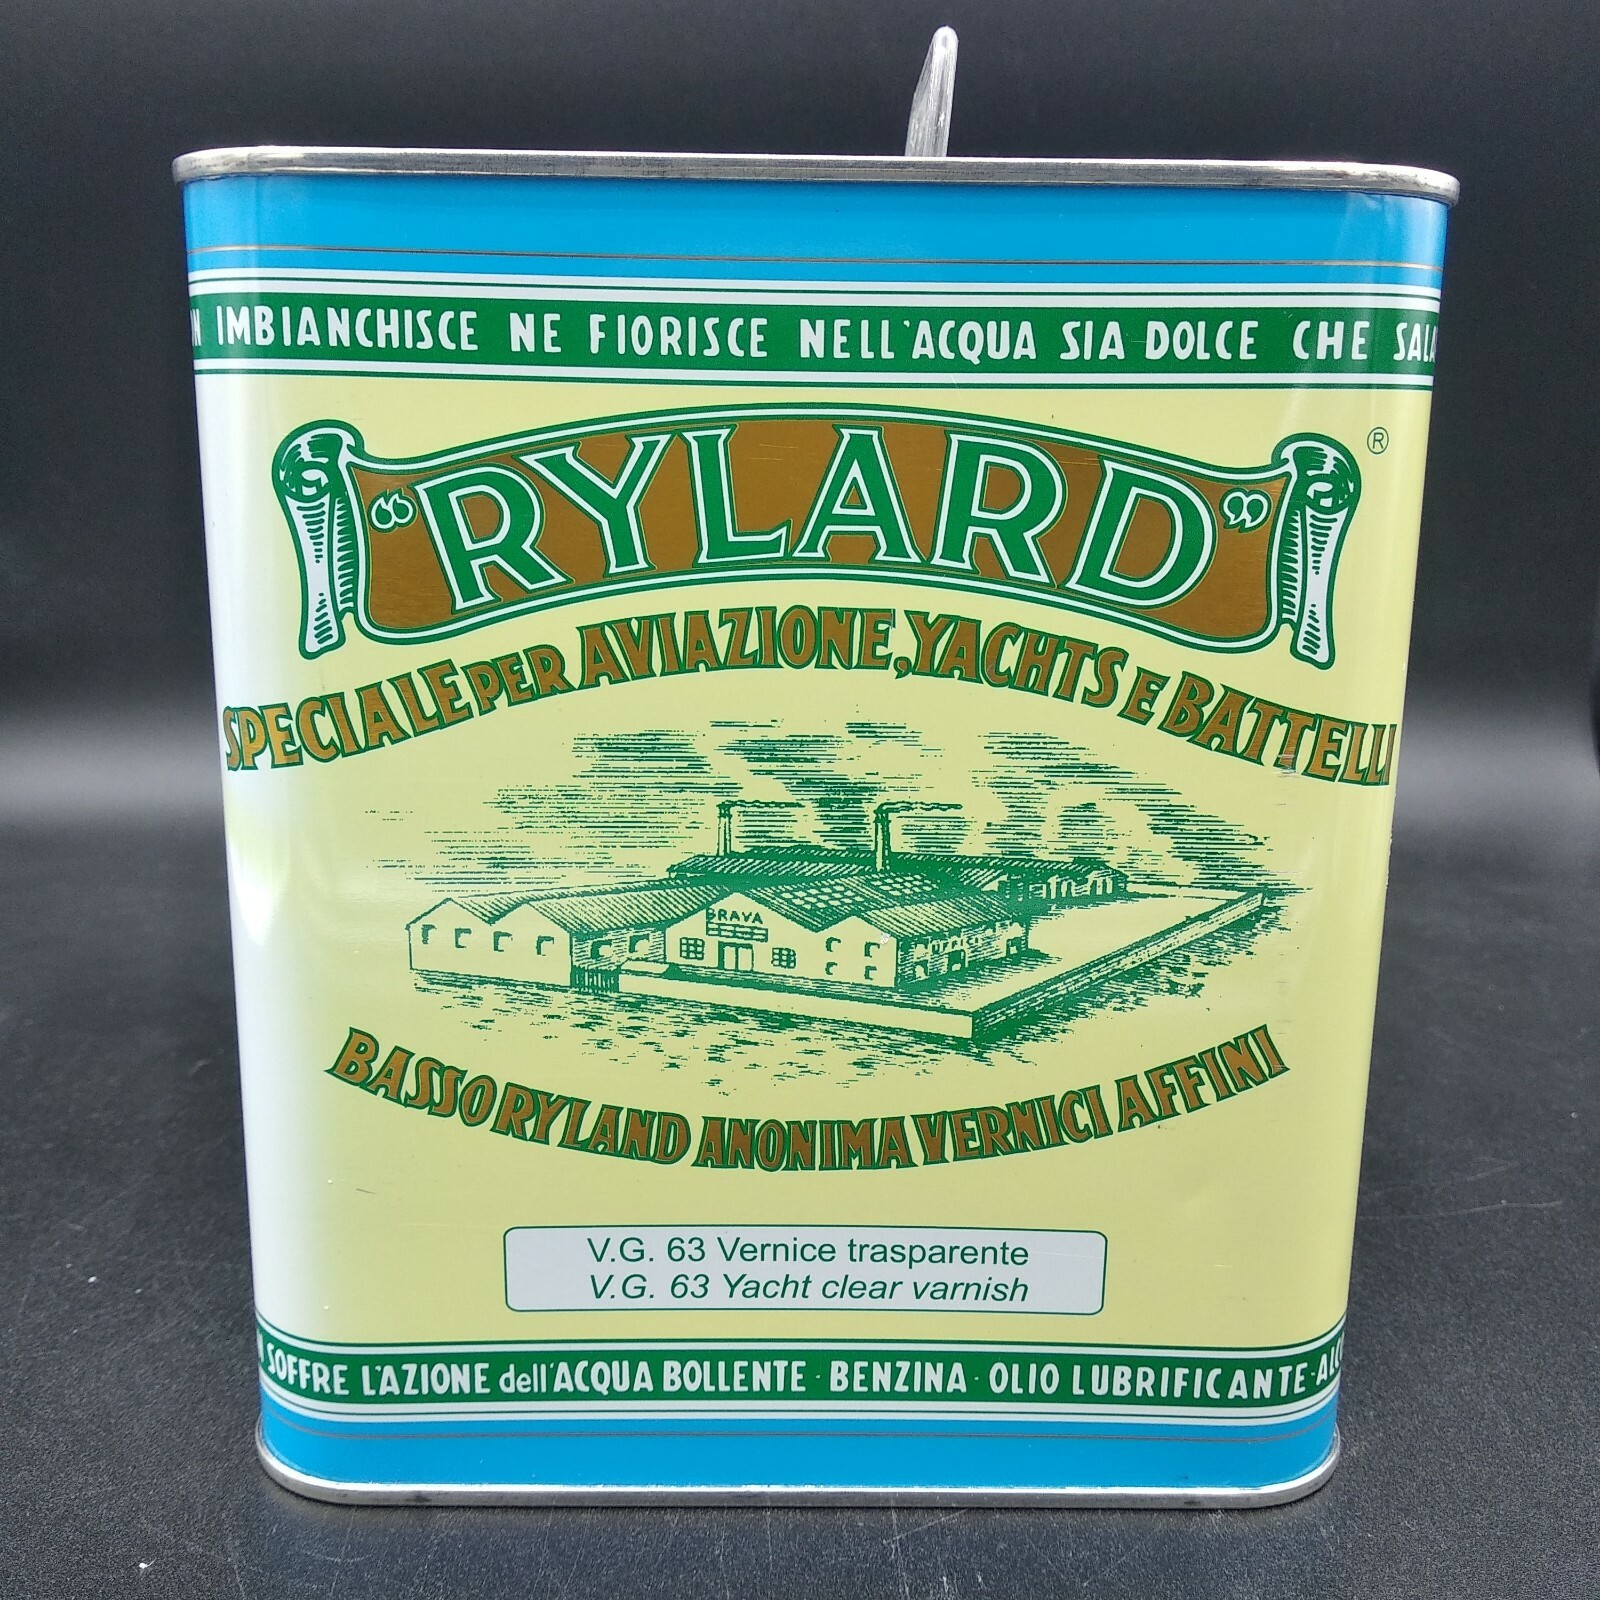 IMBIANCHISCE NE FIORISCE NELL'ACQUA SIA DOLCE CHE
"RYLARD" ®
SPECIALE PER AVIAZIONE, YACHTS E BATTELLI
BRAVA
BASSO RYLAND ANONIMA VERNICI AFFINI
V.G. 63 Vernice trasparente
V.G. 63 Yacht clear varnish
SOFFRE L'AZIONE dell'ACQUA BOLLENTE - BENZINA - OLIO LUBRIFICANTE -